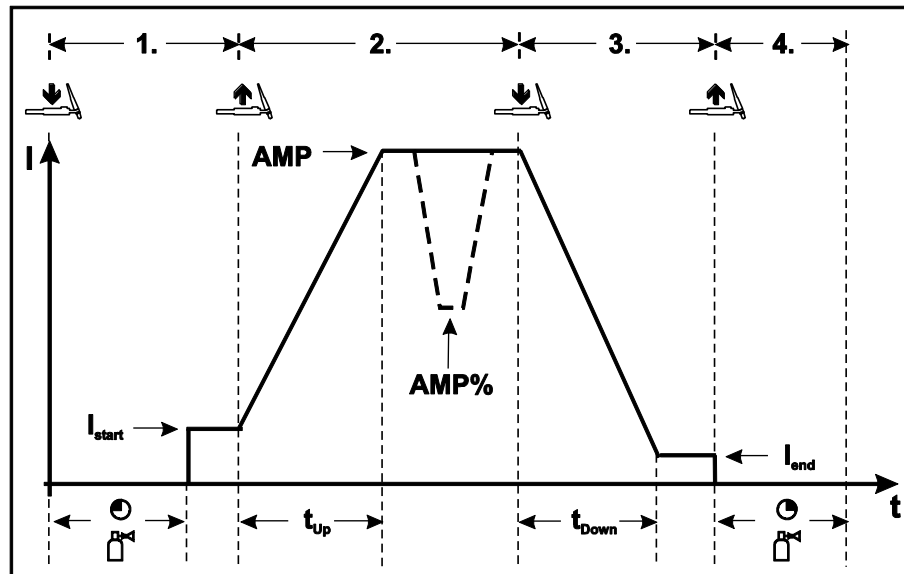 1. 2. 3. 4.
I
AMP
AMP%
Istart
Iend
tUp
tDown
t